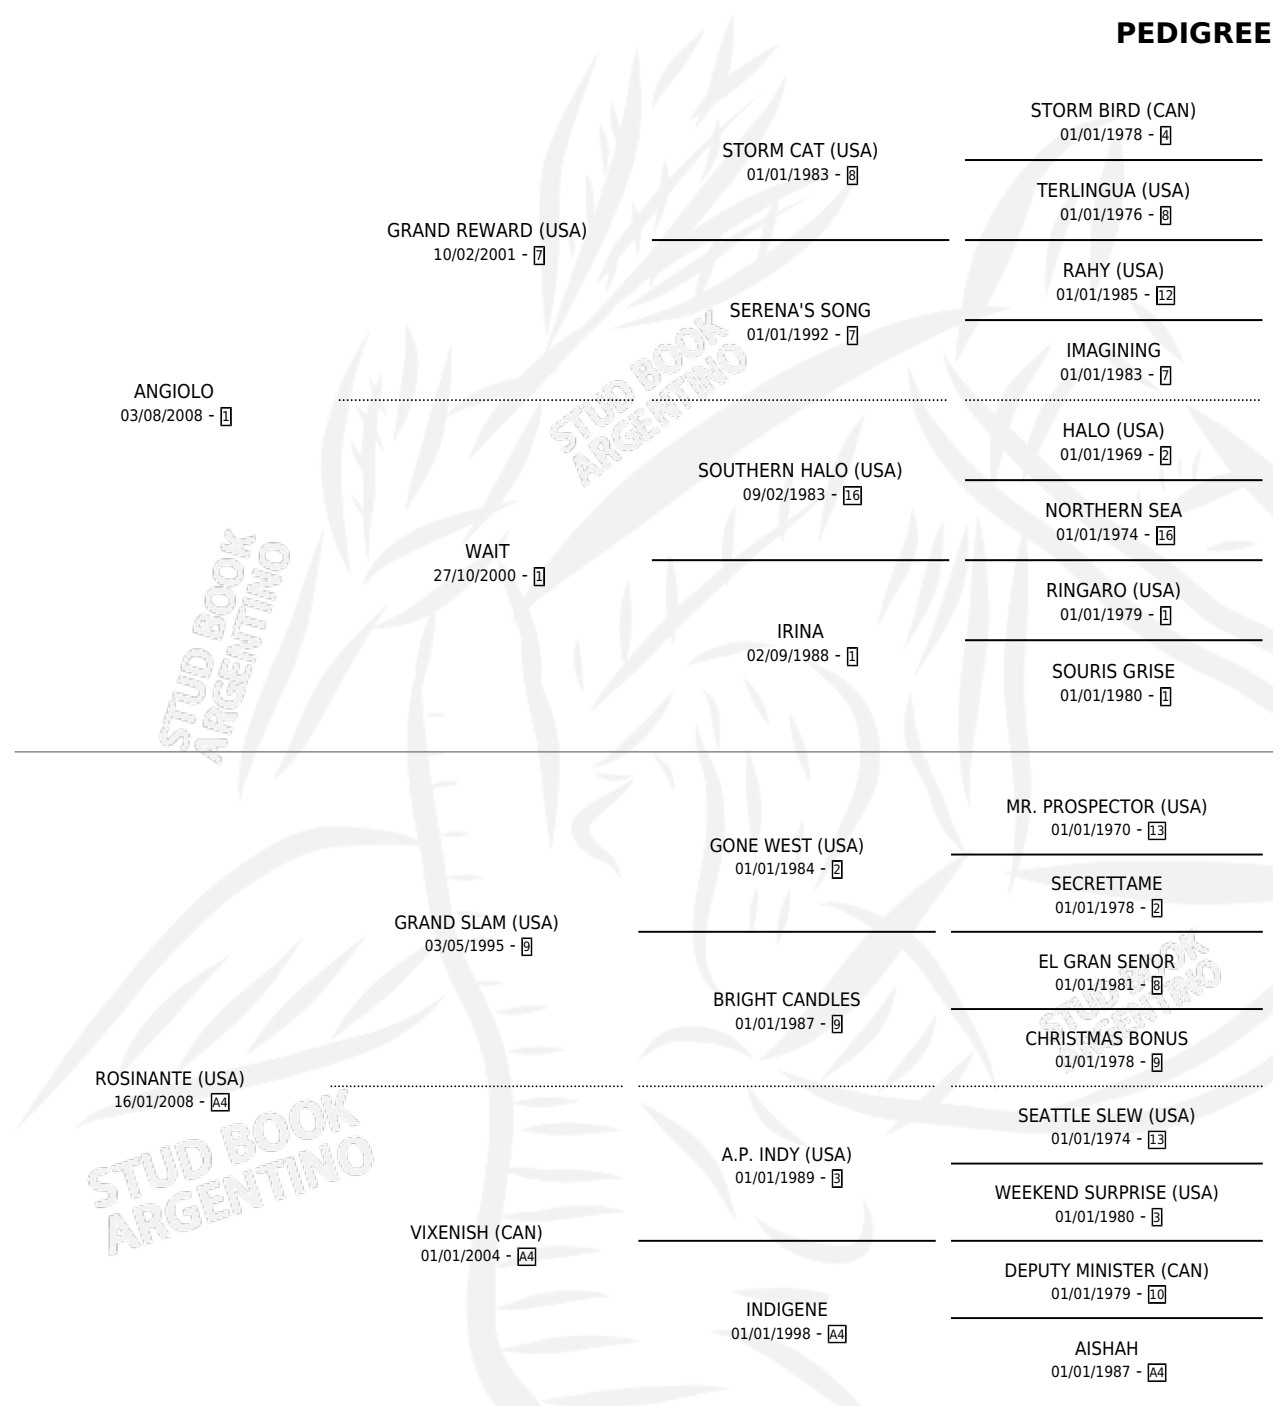 PEDIGREE
STORM BIRD (CAN)
01/01/1978 - 4
STORM CAT (USA)
01/01/1983 - 8
TERLINGUA (USA)
01/01/1976 - 8
GRAND REWARD (USA)
10/02/2001 - 7
RAHY (USA)
01/01/1985 - 12
SERENA'S SONG
01/01/1992 - 7
IMAGINING
01/01/1983 - 7
ANGIOLO
03/08/2008 - 1
HALO (USA)
01/01/1969 - 2
SOUTHERN HALO (USA)
09/02/1983 - 16
NORTHERN SEA
01/01/1974 - 16
WAIT
27/10/2000 - 1
RINGARO (USA)
01/01/1979 - 1
IRINA
02/09/1988 - 1
SOURIS GRISE
01/01/1980 - 1
MR. PROSPECTOR (USA)
01/01/1970 - 13
GONE WEST (USA)
01/01/1984 - 2
SECRETTAME
01/01/1978 - 2
GRAND SLAM (USA)
03/05/1995 - 9
EL GRAN SENOR
01/01/1981 - 8
BRIGHT CANDLES
01/01/1987 - 9
CHRISTMAS BONUS
01/01/1978 - 9
ROSINANTE (USA)
16/01/2008 - A4
SEATTLE SLEW (USA)
01/01/1974 - 13
A.P. INDY (USA)
01/01/1989 - 3
WEEKEND SURPRISE (USA)
01/01/1980 - 3
VIXENISH (CAN)
01/01/2004 - A4
DEPUTY MINISTER (CAN)
01/01/1979 - 10
INDIGENE
01/01/1998 - A4
AISHAH
01/01/1987 - A4
STUD BOOK
ARGENTINO
STUD BOOK
ARGENTINO
STUD BOOK
ARGENTINO
STUD BOOK
ARGENTINO